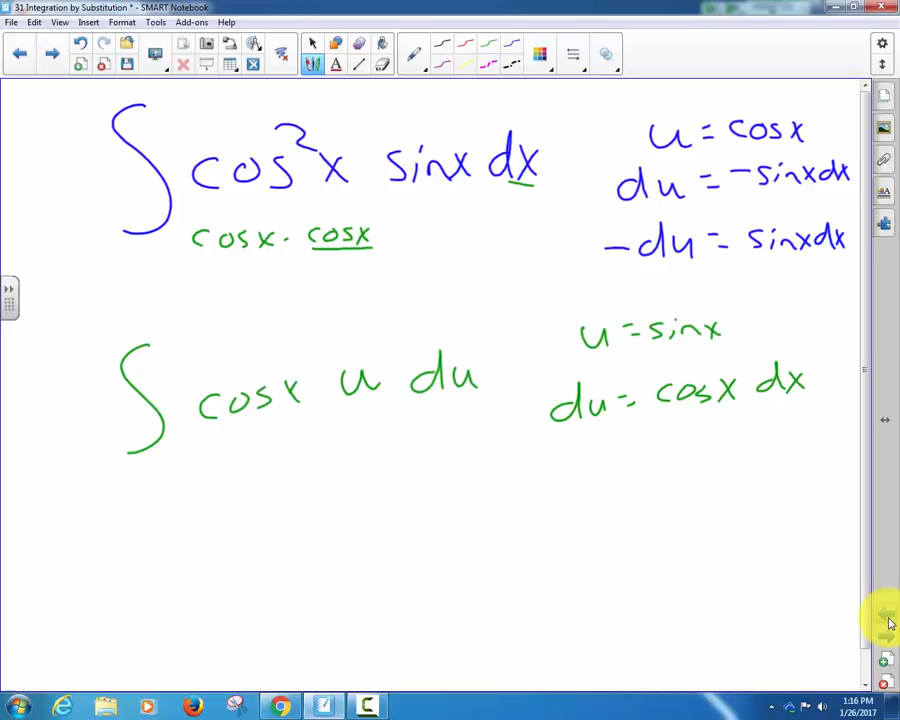 31 Integration by Substitution * - SMART Notebook
File Edit View Insert Format Tools Add-ons Help
∫ cos²x sinx dx
u = cosx
du = -sinxdx
cosx · cosx
-du = sinxdx
u = sinx
∫ cosx u du
du = cosx dx
1:16 PM
1/26/2017